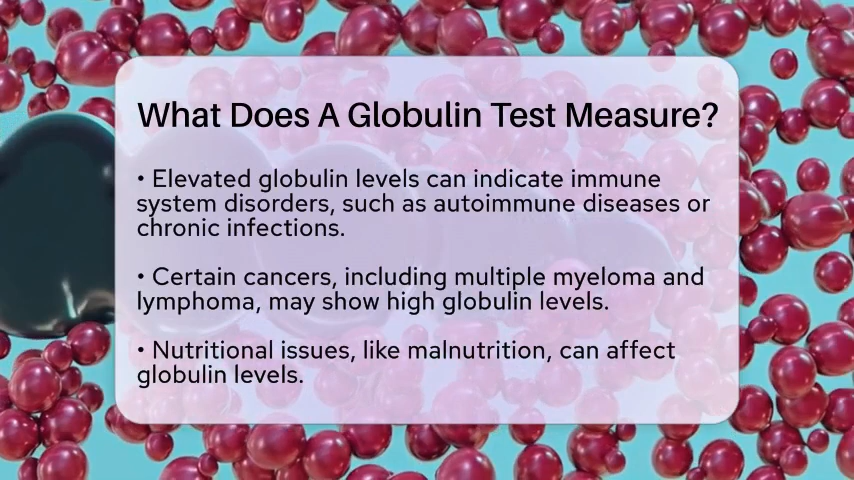 What Does A Globulin Test Measure?
• Elevated globulin levels can indicate immune
system disorders, such as autoimmune diseases or
chronic infections.
• Certain cancers, including multiple myeloma and
lymphoma, may show high globulin levels.
• Nutritional issues, like malnutrition, can affect
globulin levels.